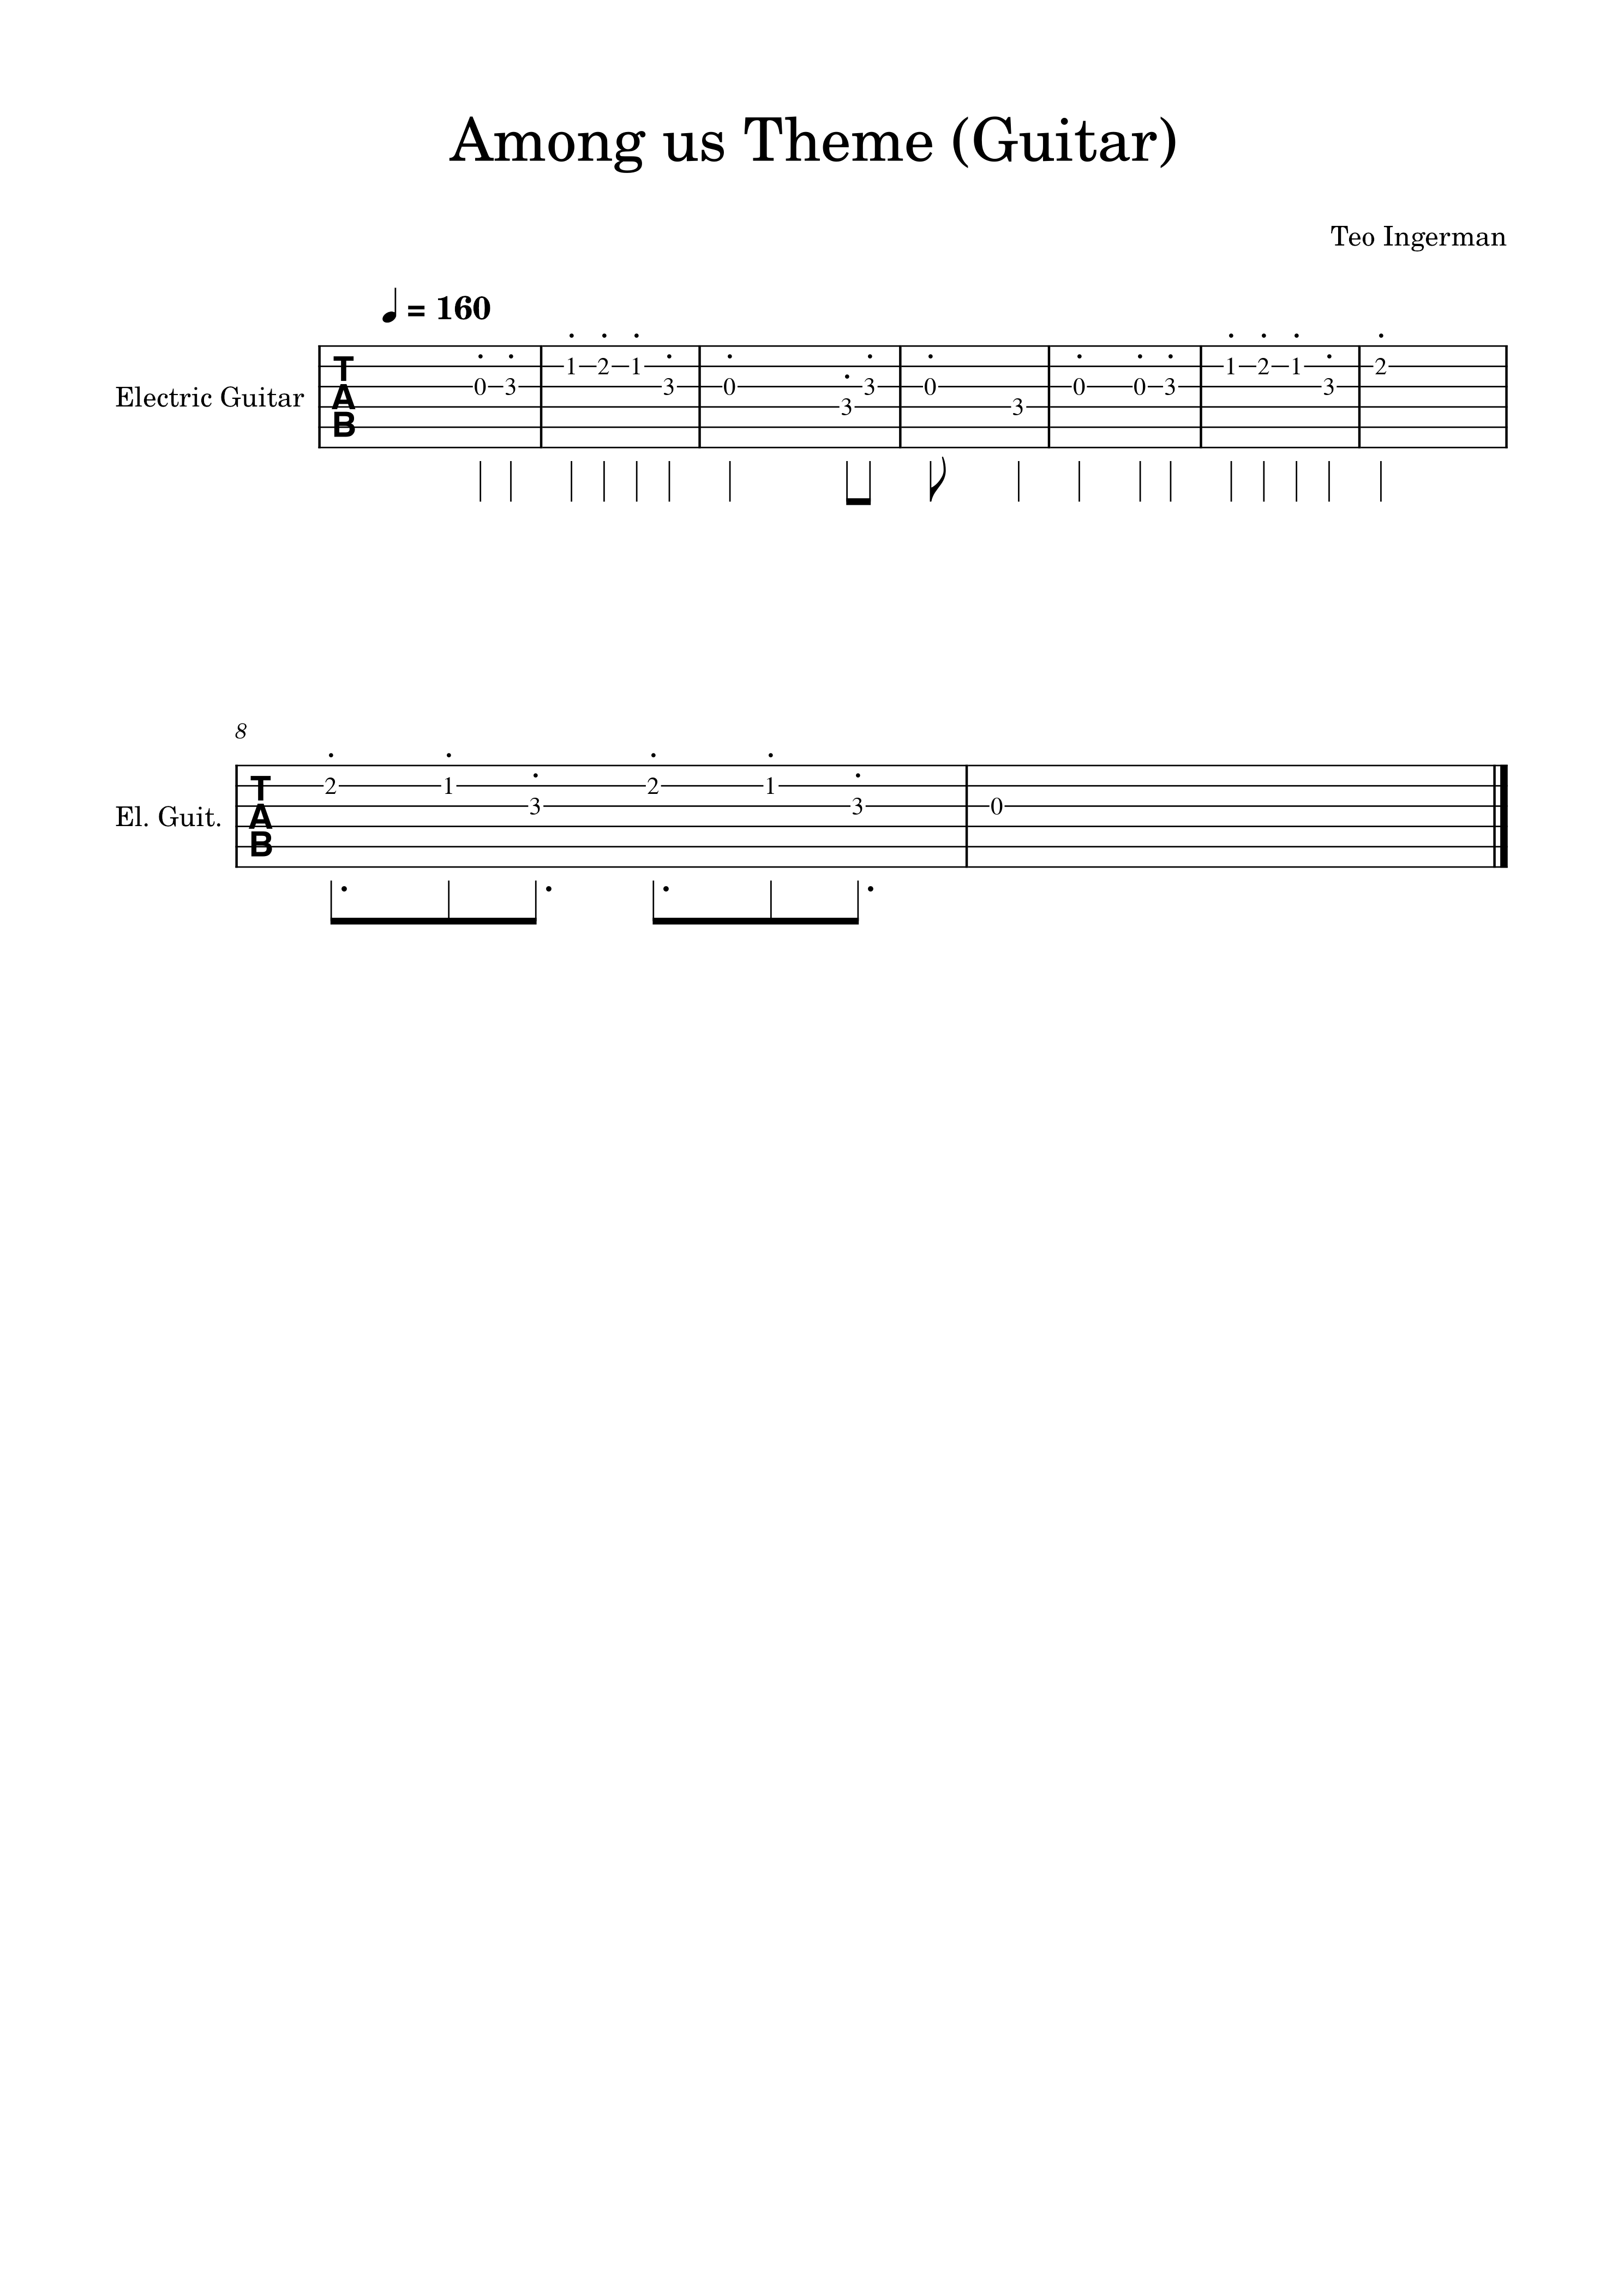 Among us Theme (Guitar)
Teo Ingerman
♩ = 160
Electric Guitar
T A B
0 3 1 2 1 3 0 3 3 0 3 0 0 3 1 2 1 3 2
8
El. Guit.
T A B
2 1 3 2 1 3 0